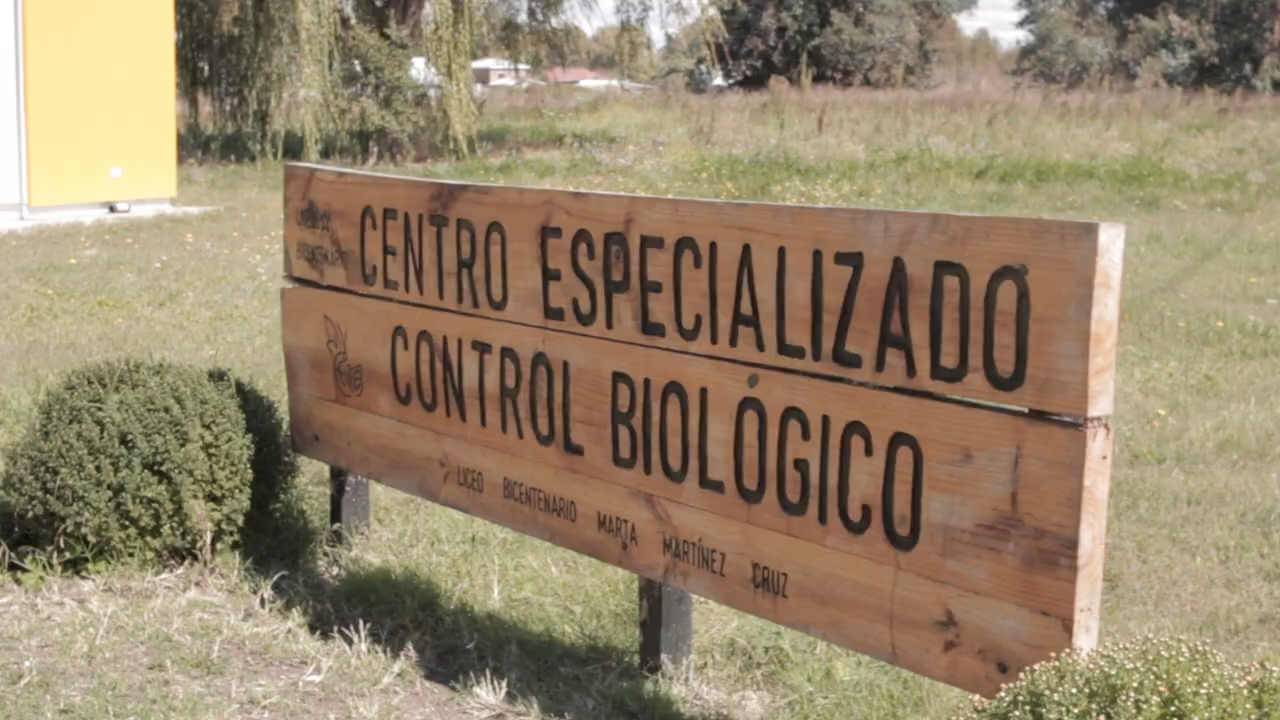 CENTRO ESPECIALIZADO
CONTROL BIOLÓGICO
LICEO BICENTENARIO MARTA MARTÍNEZ CRUZ